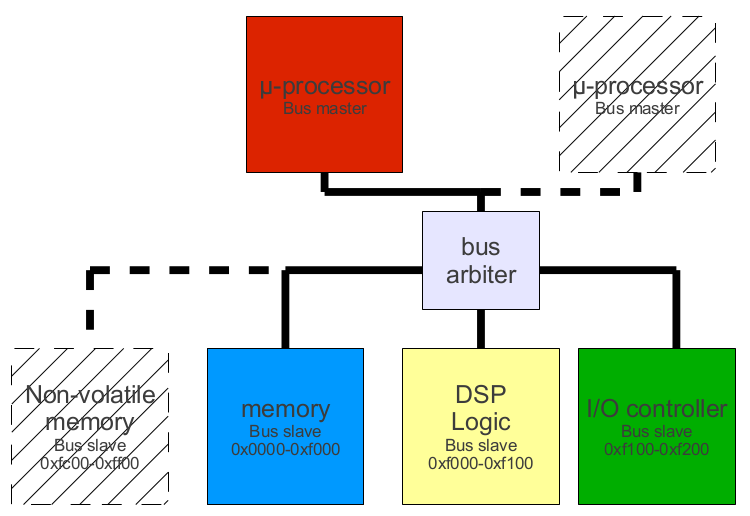 µ-processor
Bus master
µ-processor
Bus master
bus
arbiter
Non-volatile
memory
Bus slave
0xfc00-0xff00
memory
Bus slave
0x0000-0xf000
DSP
Logic
Bus slave
0xf000-0xf100
I/O controller
Bus slave
0xf100-0xf200